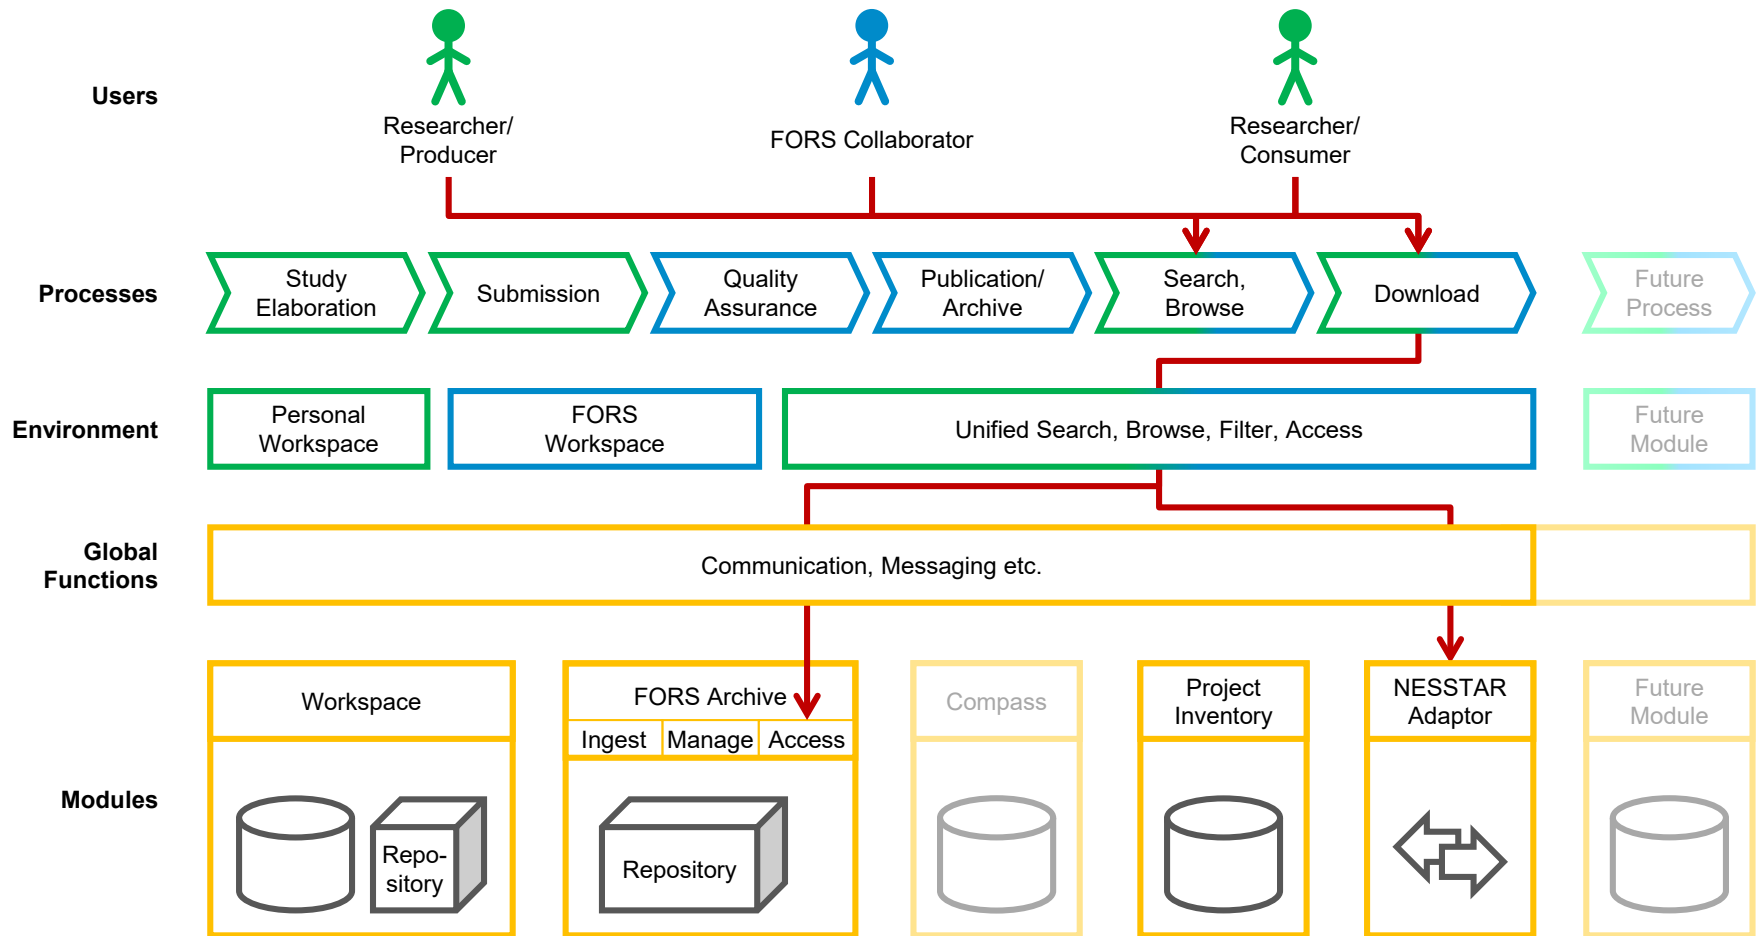 Users
Researcher/
Producer
FORS Collaborator
Researcher/
Consumer
Processes
Study
Elaboration
Submission
Quality
Assurance
Publication/
Archive
Search,
Browse
Download
Future
Process
Environment
Personal
Workspace
FORS
Workspace
Unified Search, Browse, Filter, Access
Future
Module
Global
Functions
Communication, Messaging etc.
Modules
Workspace
Repo-
sitory
FORS Archive
Ingest
Manage
Access
Repository
Compass
Project
Inventory
NESSTAR
Adaptor
Future
Module